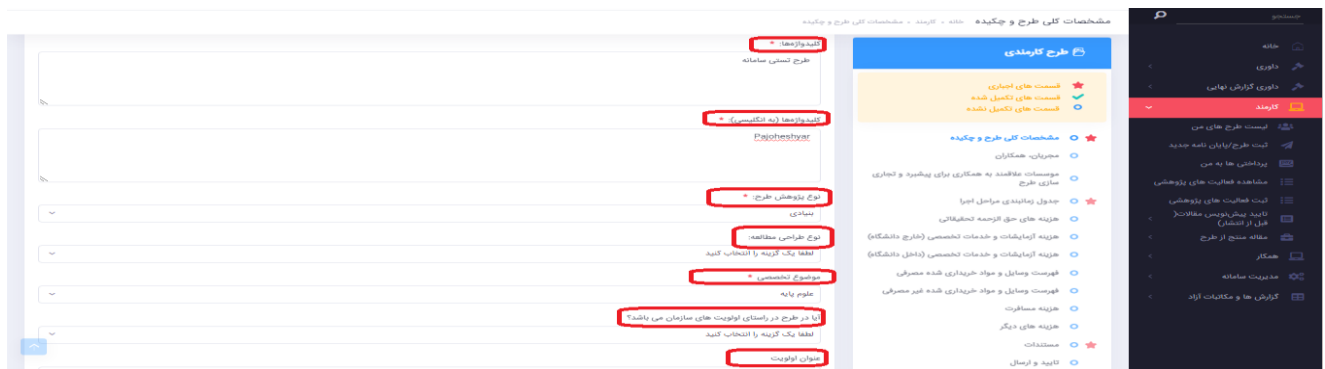 جستجو
خانه
داوری
داوری گزارش نهایی
کارمند
لیست طرح های من
ثبت طرح/پایان نامه جدید
پرداختی ها به من
مشاهده فعالیت های پژوهشی
ثبت فعالیت های پژوهشی
تایید پیش‌نویس مقالات(
قبل از انتشار)
مقاله منتج از طرح
همکار
مدیریت سامانه
گزارش ها و مکاتبات آزاد
مشخصات کلی طرح و چکیده خانه ، کارمند ، مشخصات کلی طرح و چکیده
طرح کارمندی
قسمت های اجباری
قسمت های تکمیل شده
قسمت های تکمیل نشده
مشخصات کلی طرح و چکیده
مجریان، همکاران
موسسات علاقمند به همکاری برای پیشبرد و تجاری
سازی طرح
جدول زمانبندی مراحل اجرا
هزینه های حق الزحمه تحقیقاتی
هزینه آزمایشات و خدمات تخصصی (خارج دانشگاه)
هزینه آزمایشات و خدمات تخصصی (داخل دانشگاه)
فهرست وسایل و مواد خریداری شده مصرفی
فهرست وسایل و مواد خریداری شده غیر مصرفی
هزینه مسافرت
هزینه های دیگر
مستندات
تایید و ارسال
کلیدواژه‌ها: *
طرح تستی سامانه
کلیدواژه‌ها (به انگلیسی): *
Pajoheshyar
نوع پژوهش طرح: *
بنیادی
نوع طراحی مطالعه:
لطفا یک گزینه را انتخاب کنید
موضوع تخصصی *
علوم پایه
آیا در طرح در راستای اولویت های سازمان می باشد؟
لطفا یک گزینه را انتخاب کنید
عنوان اولویت